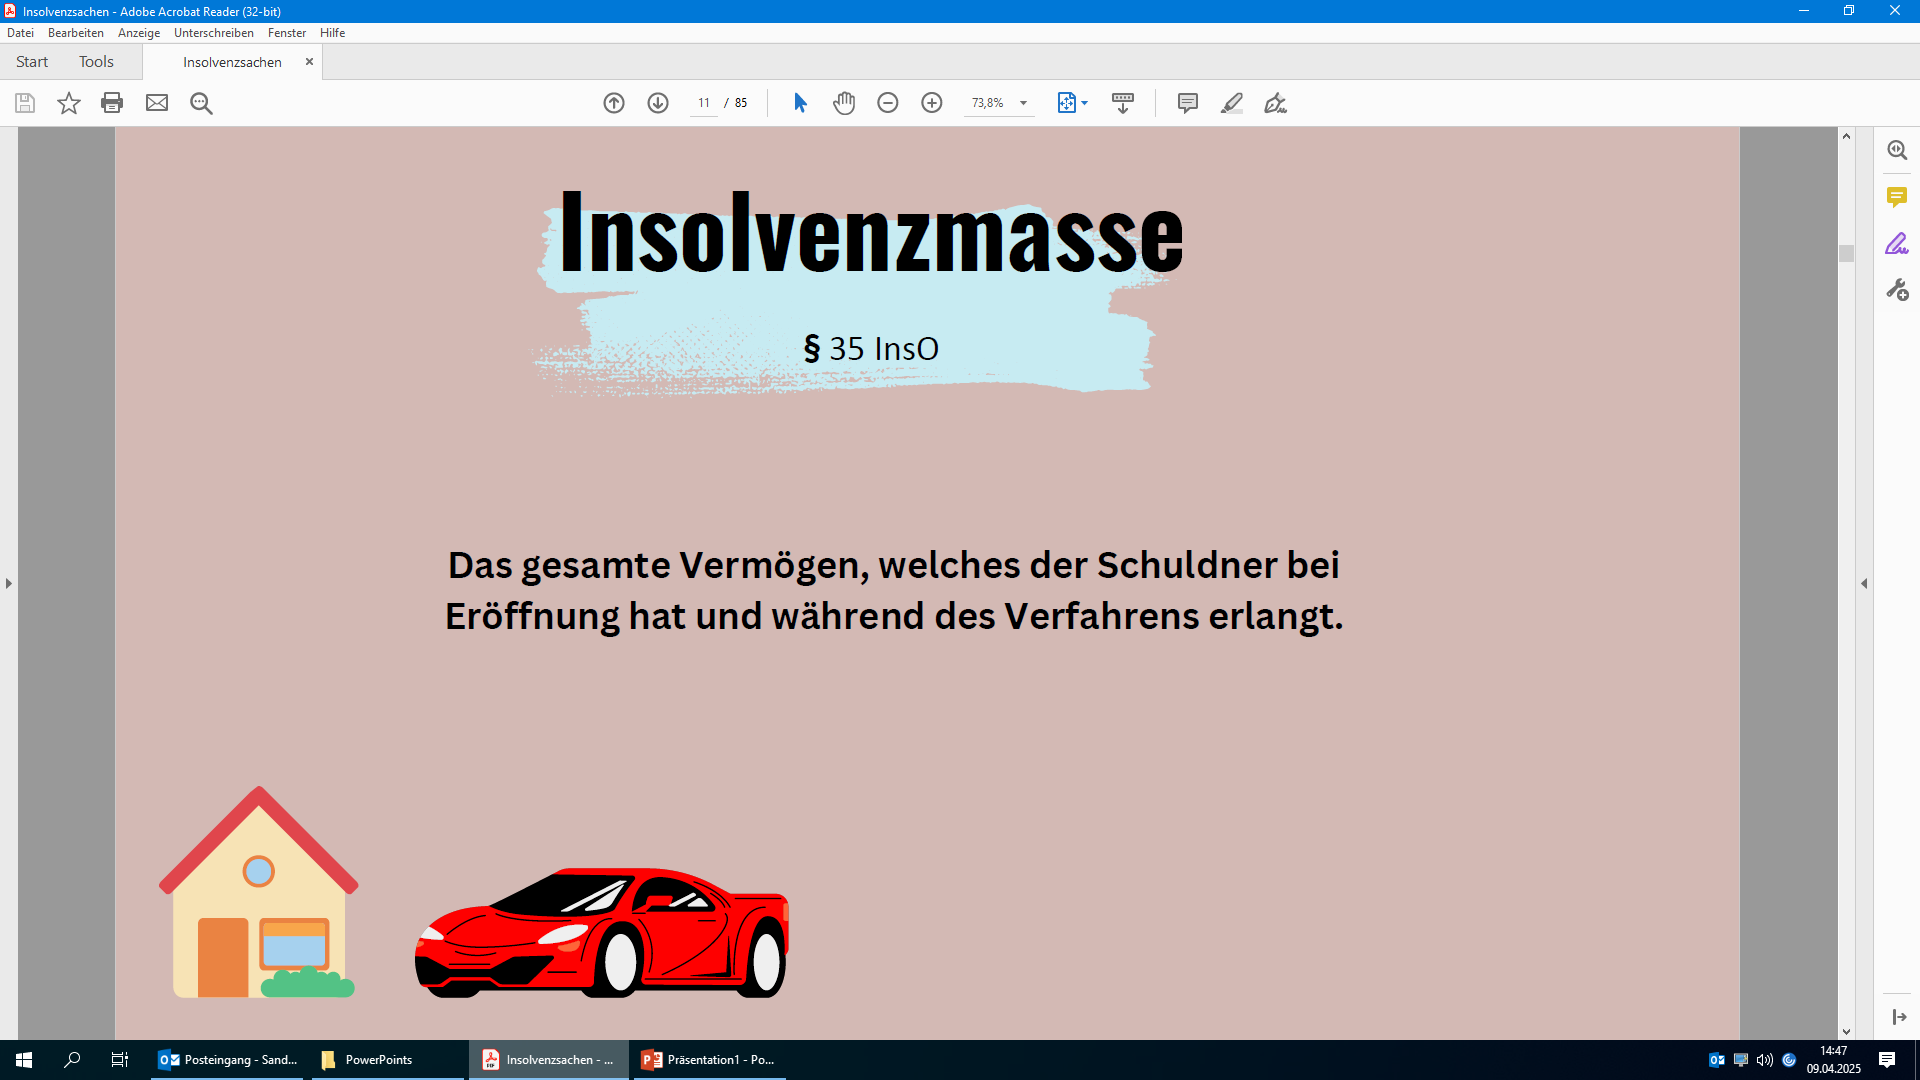 Insolvenzsachen - Adobe Acrobat Reader (32-bit)
Datei Bearbeiten Anzeige Unterschreiben Fenster Hilfe
Start Tools Insolvenzsachen
11 / 85 73,8%
Insolvenzmasse
§ 35 InsO
Das gesamte Vermögen, welches der Schuldner bei
Eröffnung hat und während des Verfahrens erlangt.
Posteingang - Sand... PowerPoints Insolvenzsachen - ... Präsentation1 - Po... 14:47
09.04.2025